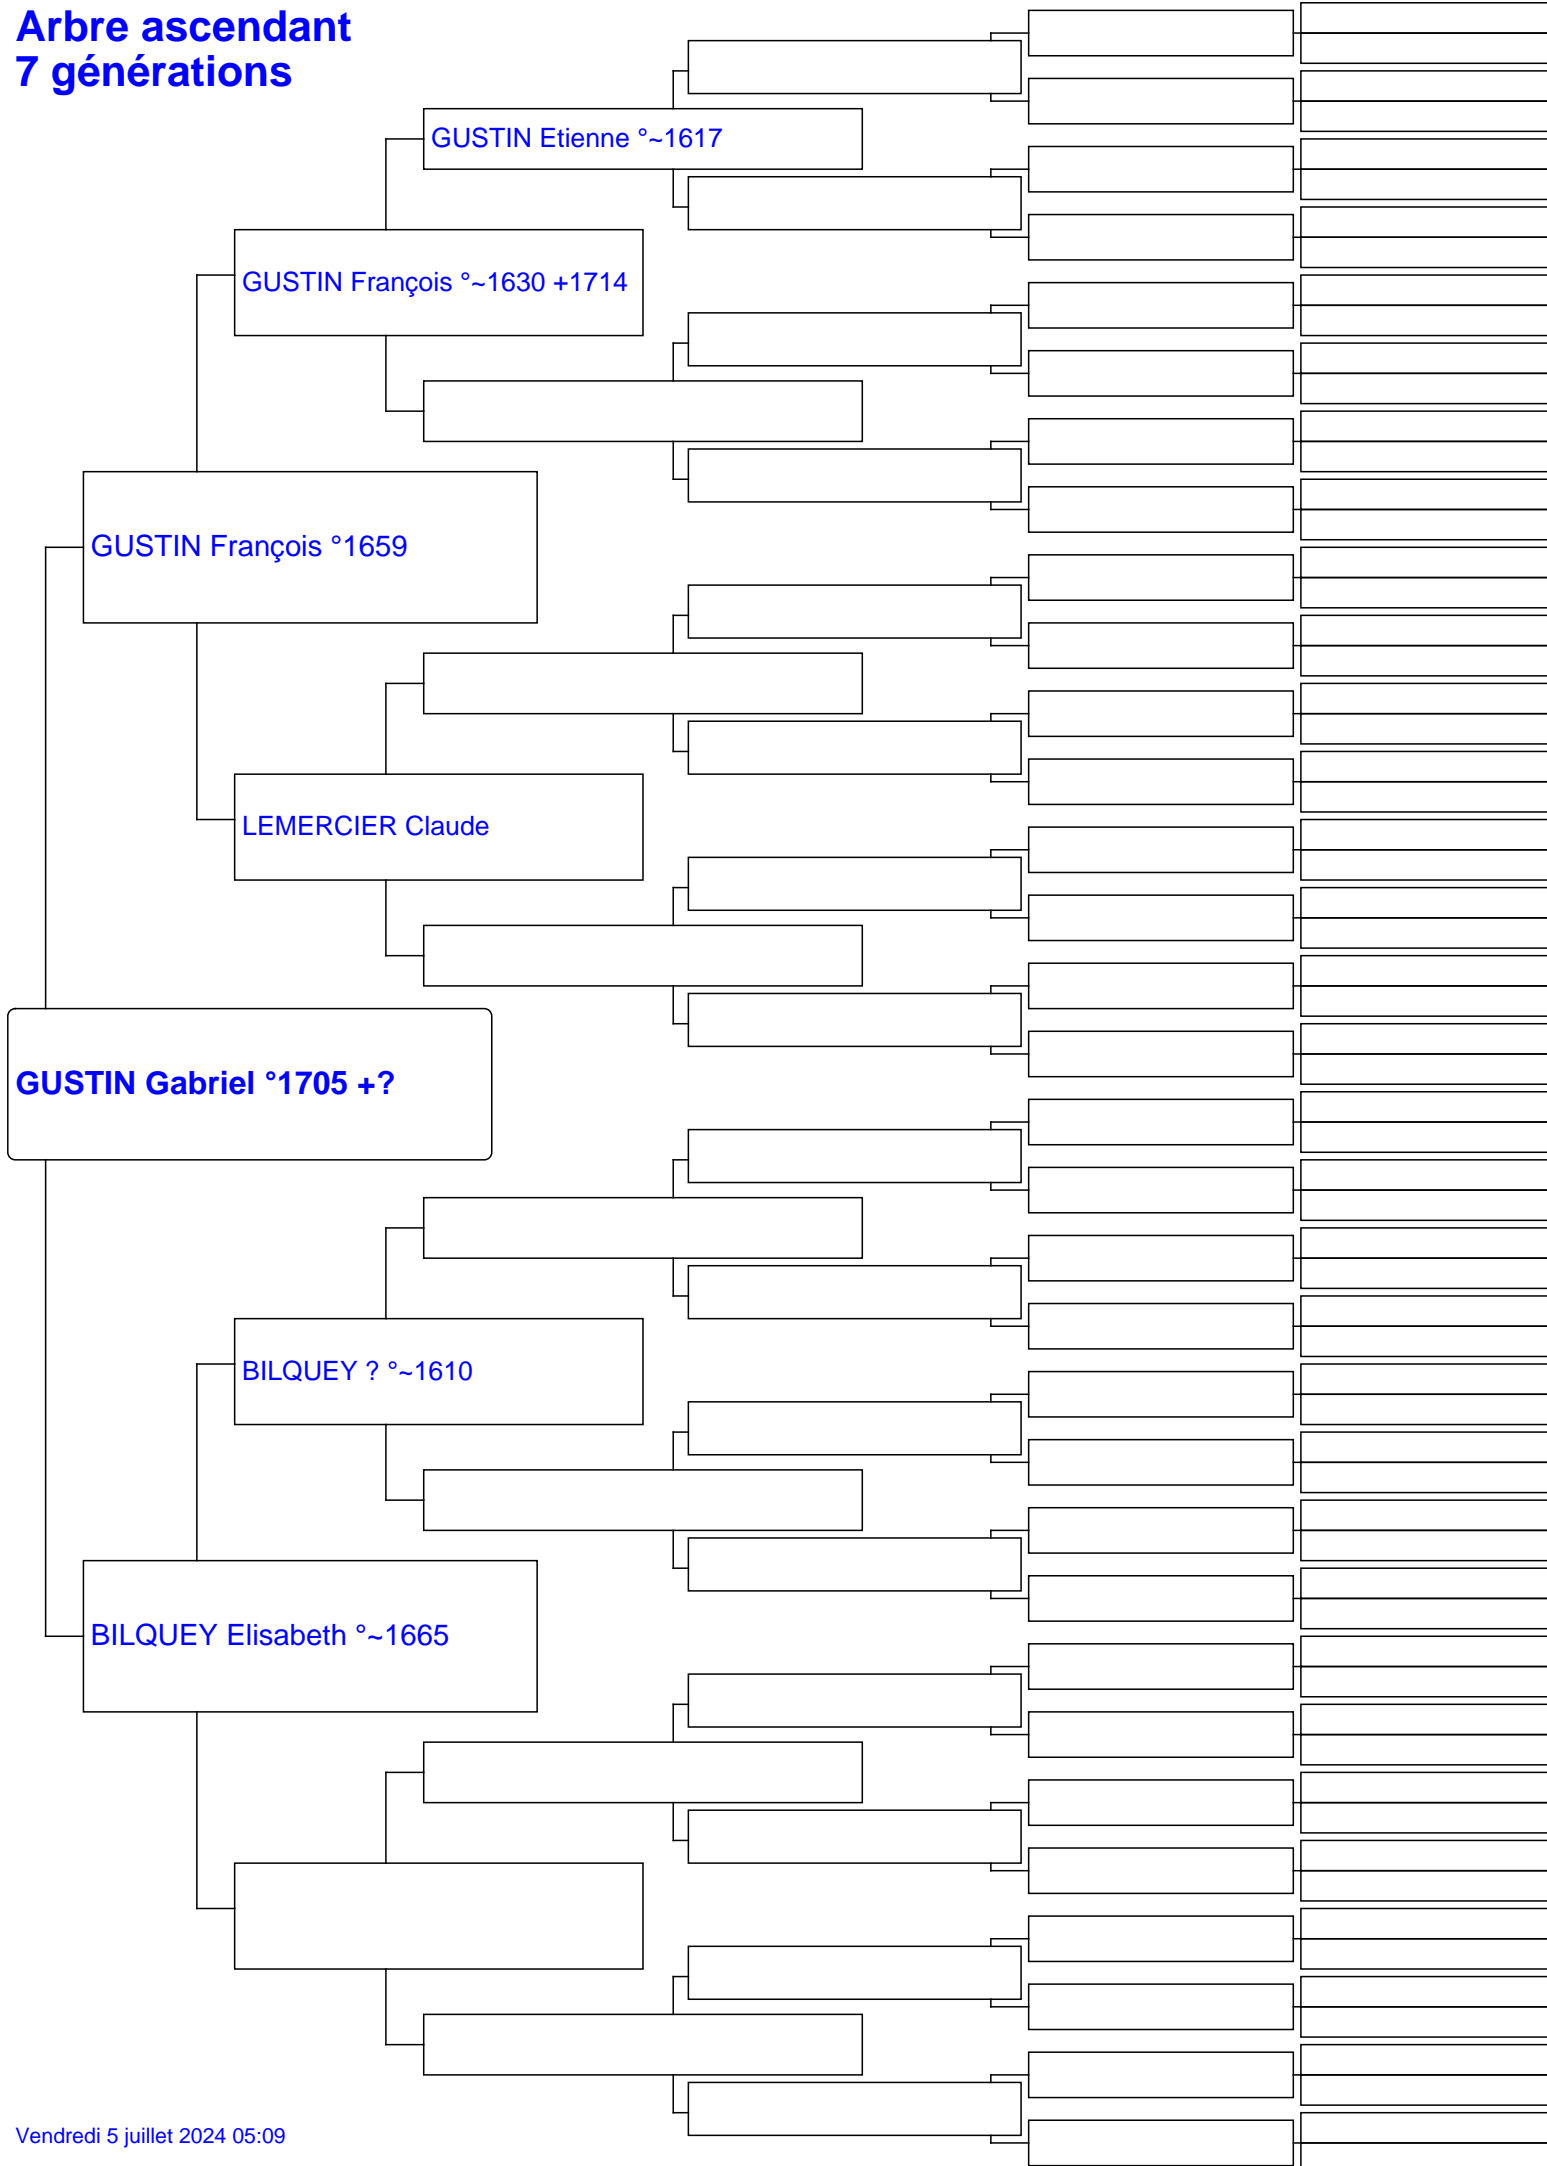 Arbre ascendant
7 générations
GUSTIN Etienne °~1617
GUSTIN François °~1630 +1714
GUSTIN François °1659
LEMERCIER Claude
GUSTIN Gabriel °1705 +?
BILQUEY ? °~1610
BILQUEY Elisabeth °~1665
Vendredi 5 juillet 2024 05:09